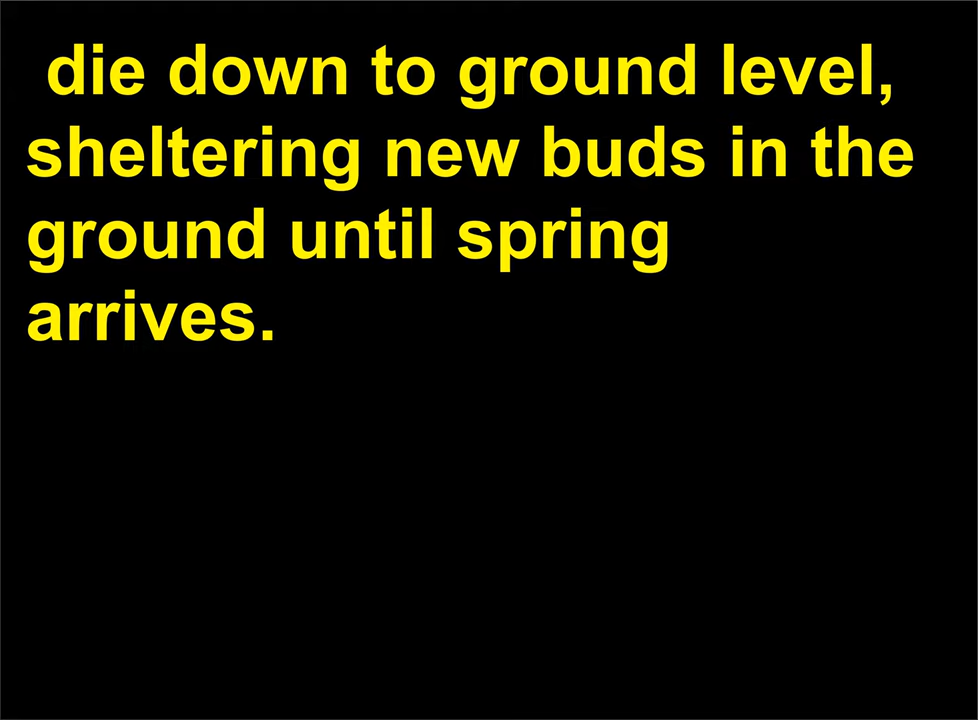 die down to ground level,
sheltering new buds in the
ground until spring
arrives.